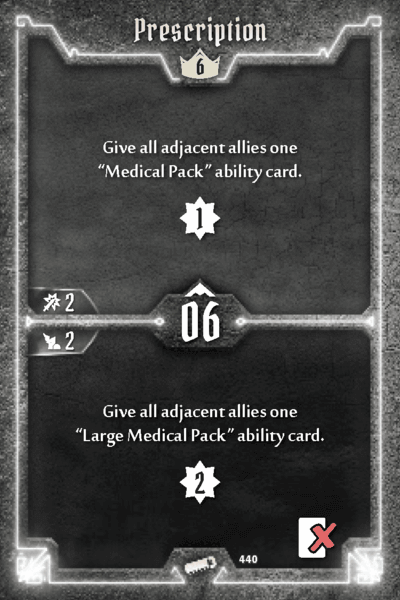 Prescription
6
Give all adjacent allies one
“Medical Pack” ability card.
1
2
06
2
Give all adjacent allies one
“Large Medical Pack” ability card.
2
440